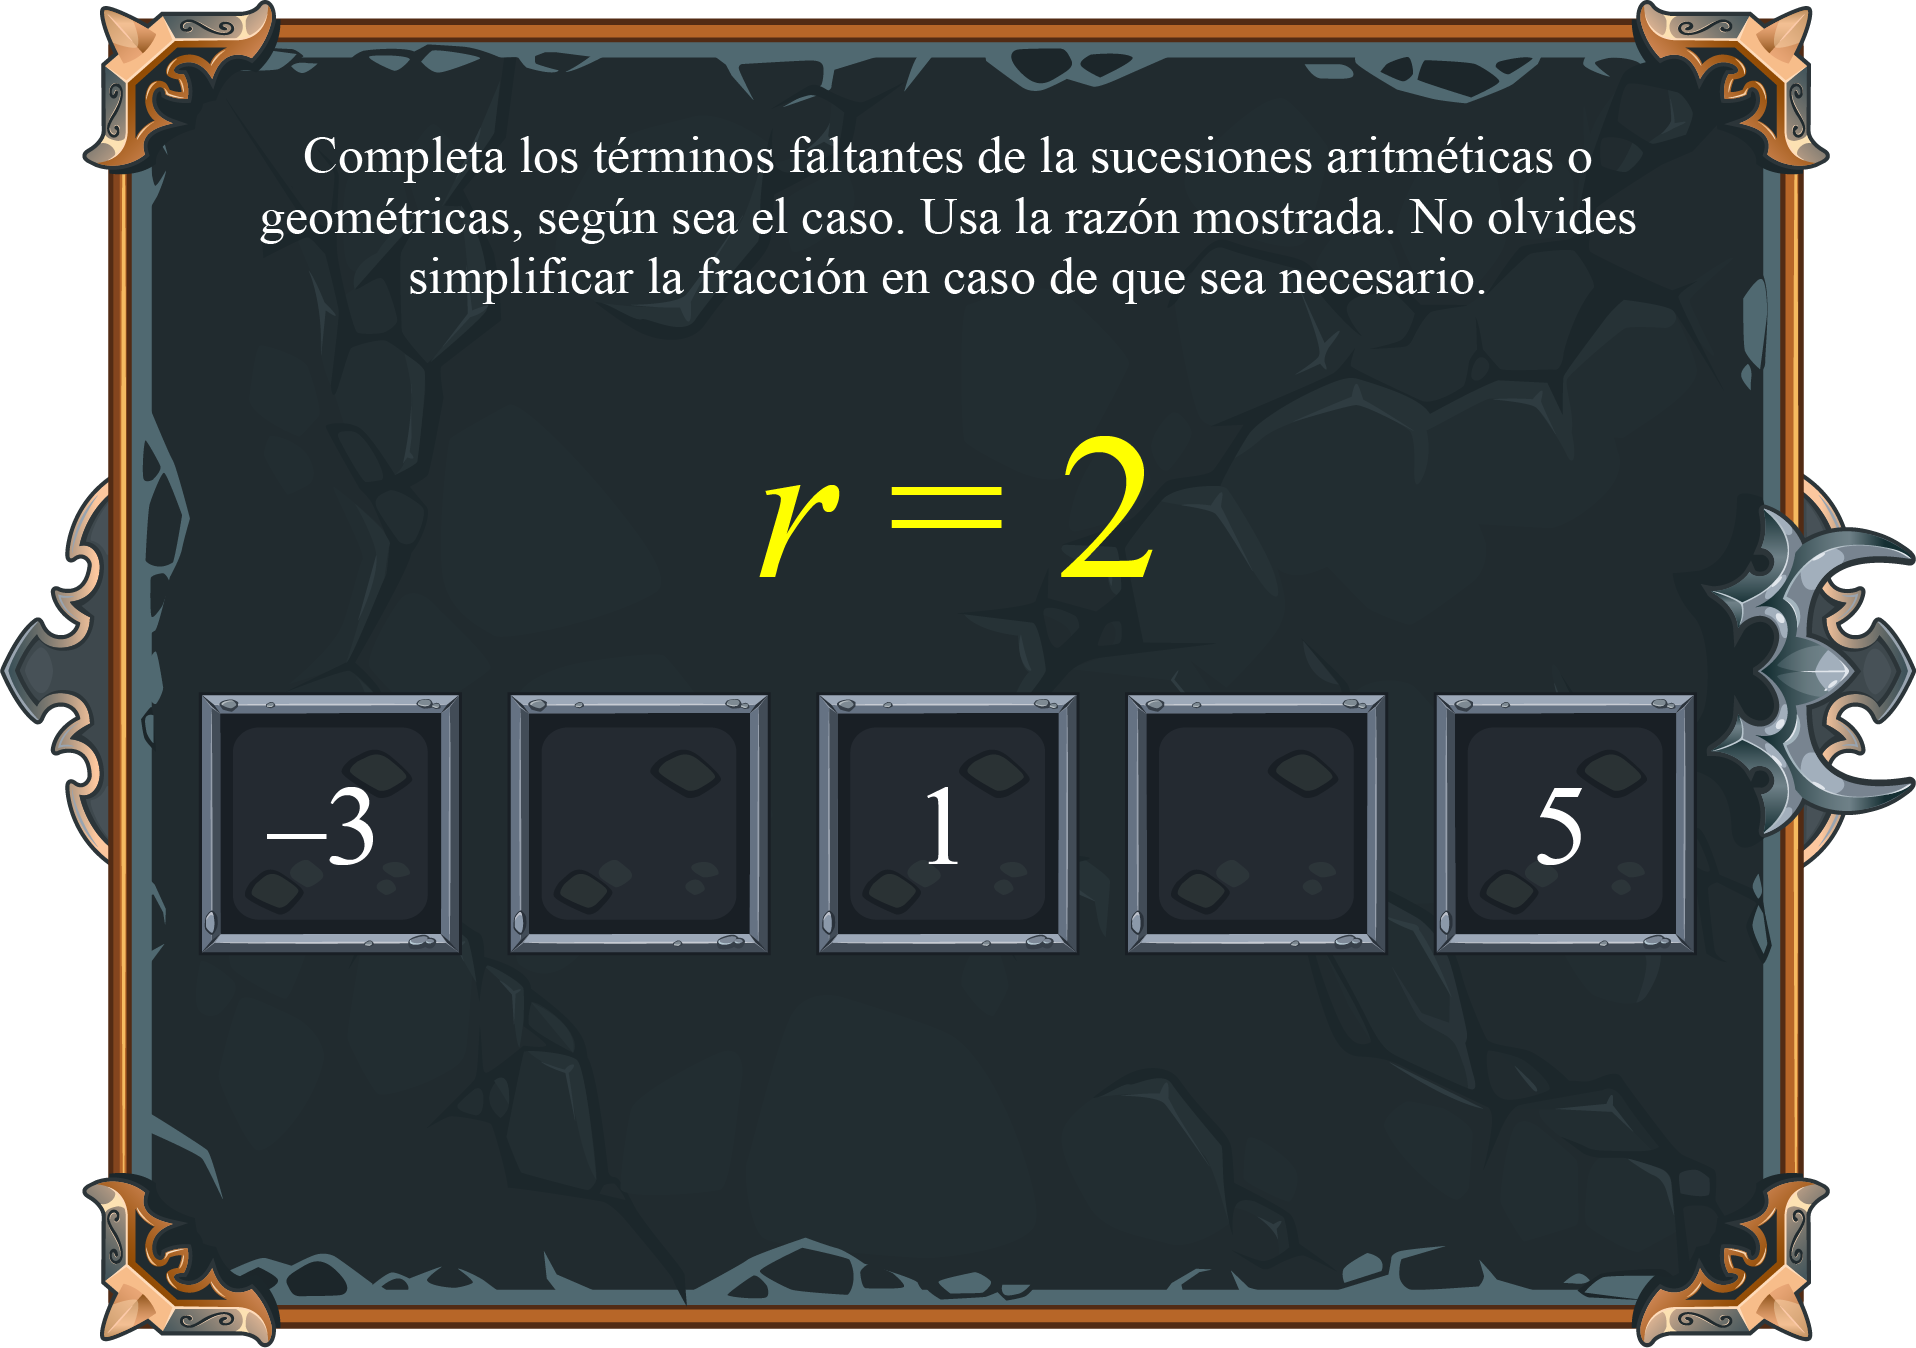 Completa los términos faltantes de la sucesiones aritméticas o
geométricas, según sea el caso. Usa la razón mostrada. No olvides
simplificar la fracción en caso de que sea necesario.
r = 2
–3 1 5